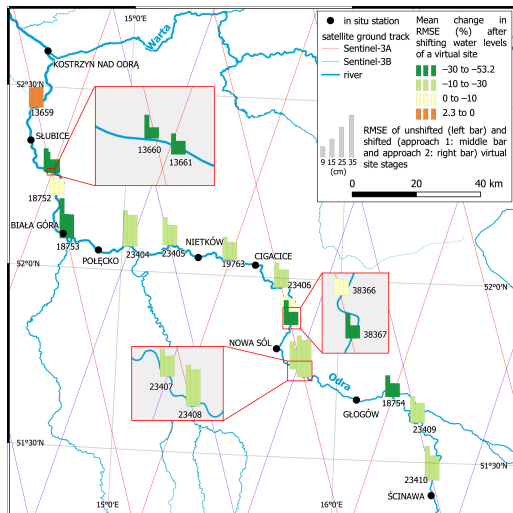 15°0'E
Warta
KOSTRZYN NAD ODRĄ
52°30'N
13659
SŁUBICE
13660
13661
18752
BIAŁA GÓRA
18753
POŁĘCKO
23404
23405
NIETKÓW
19763
CIGACICE
52°0'N
23406
52°0'N
38366
38367
NOWA SÓL
23407
23408
Odra
GŁOGÓW
18754
23409
51°30'N
23410
51°30'N
ŚCINAWA
15°0'E
16°0'E
in situ station
satellite ground track
Sentinel-3A
Sentinel-3B
river
Mean change in
RMSE (%) after
shifting water levels
of a virtual site
−30 to −53.2
−10 to −30
0 to −10
2.3 to 0
9 15 25 35
(cm)
RMSE of unshifted (left bar) and
shifted (approach 1: middle bar
and approach 2: right bar) virtual
site stages
0 20 40 km